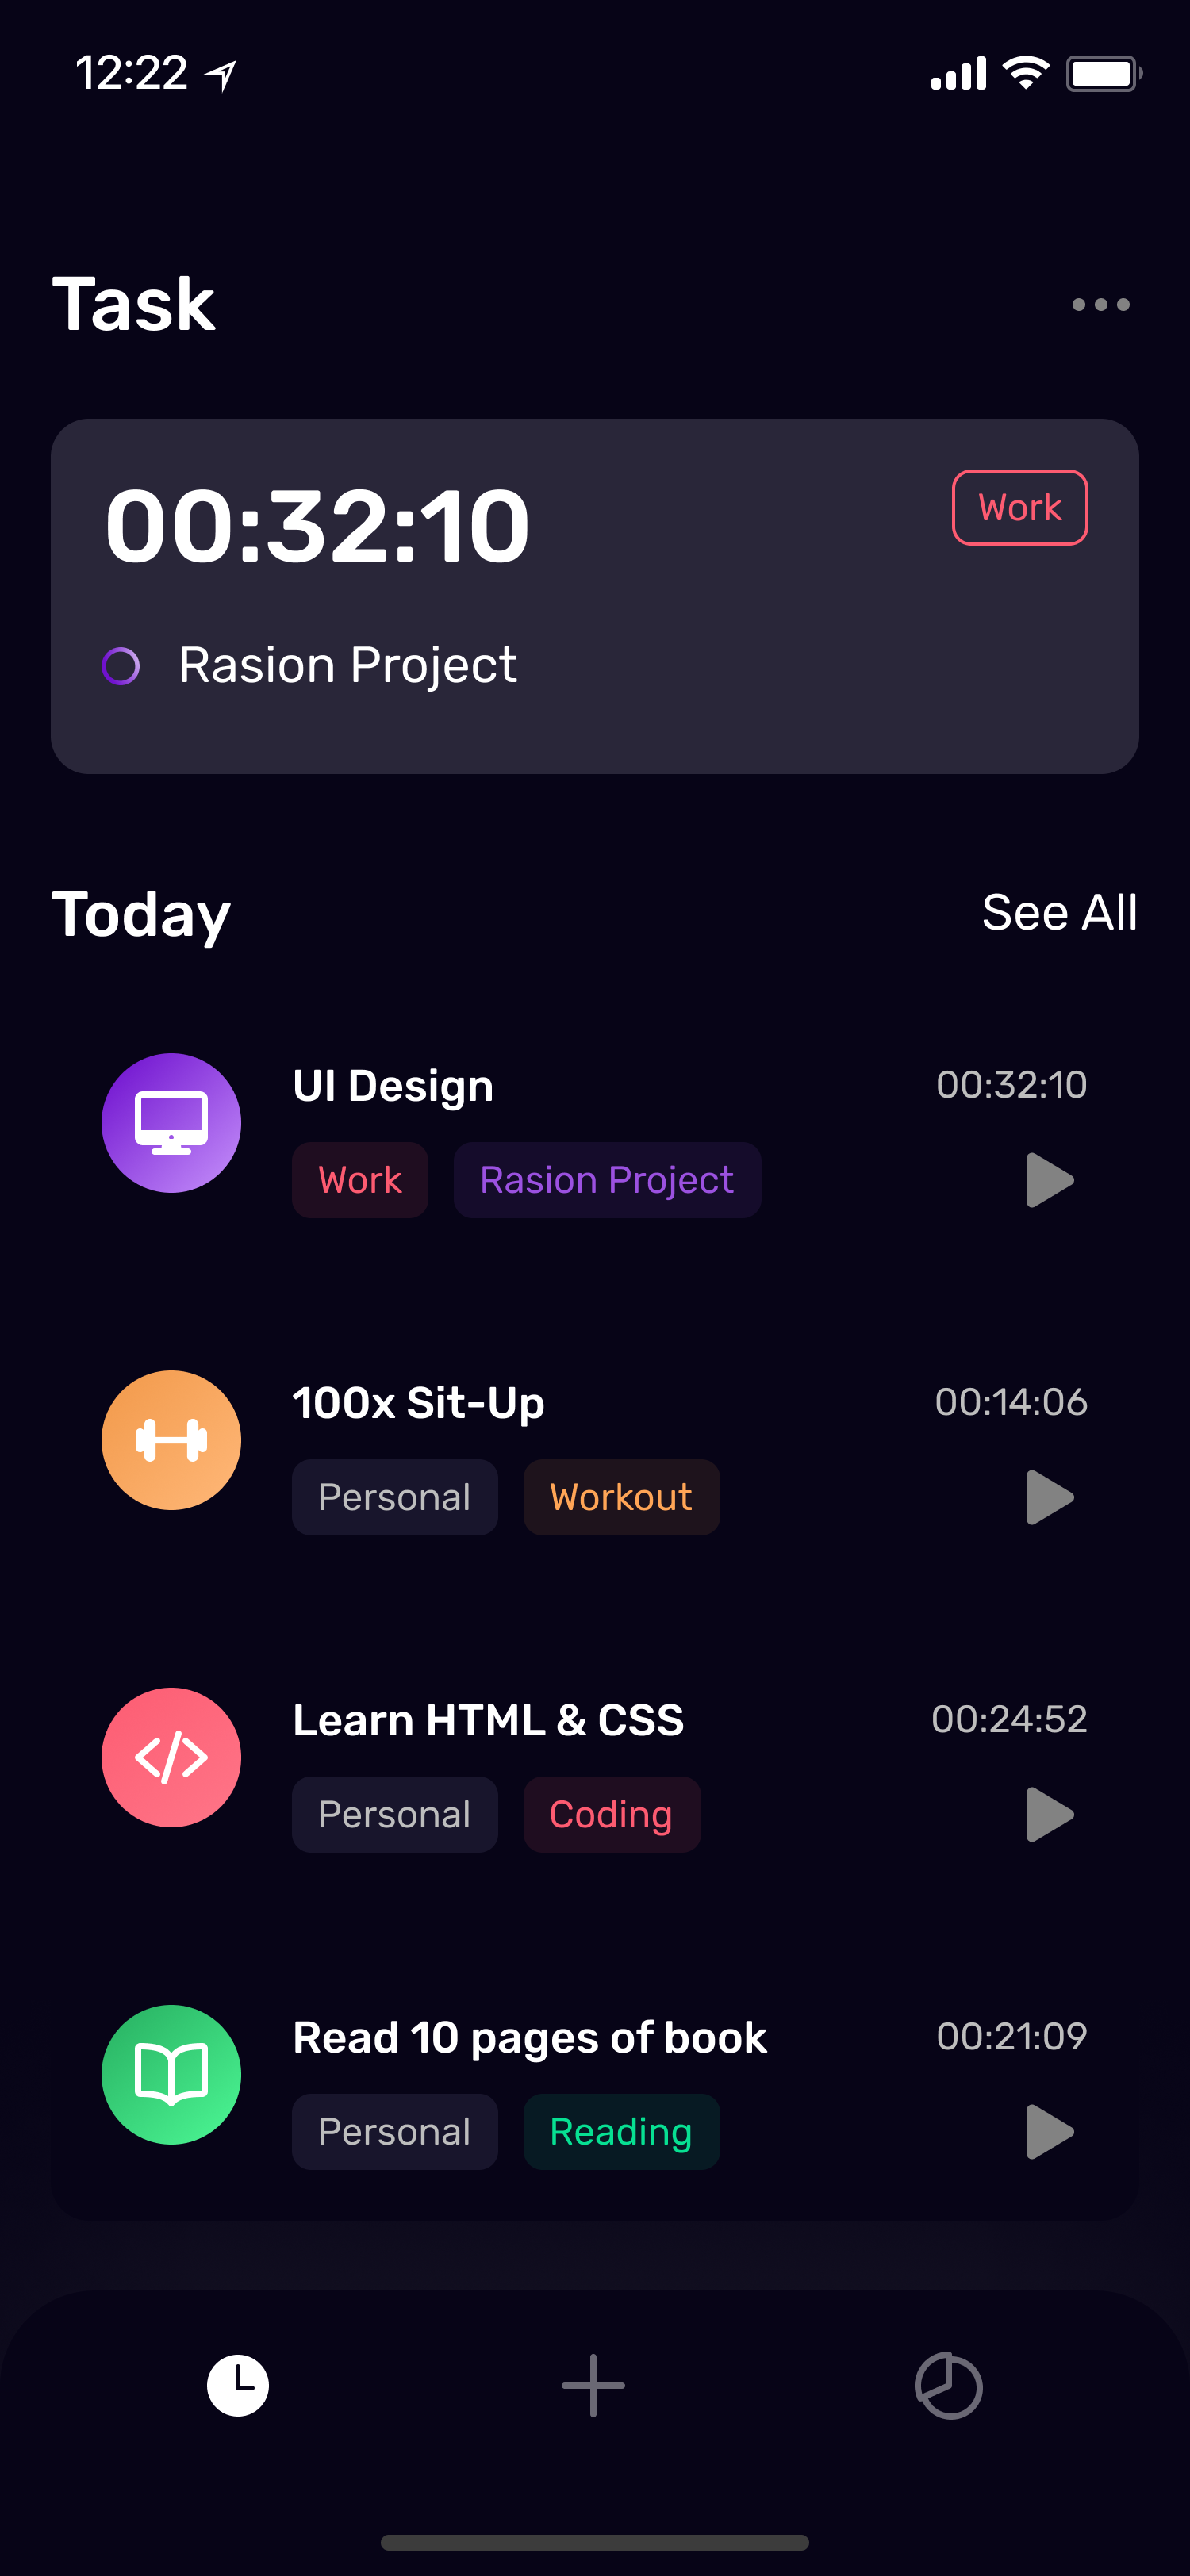 12:22
Task
00:32:10
Work
Rasion Project
Today
See All
UI Design
00:32:10
Work
Rasion Project
100x Sit-Up
00:14:06
Personal
Workout
Learn HTML & CSS
00:24:52
Personal
Coding
Read 10 pages of book
00:21:09
Personal
Reading